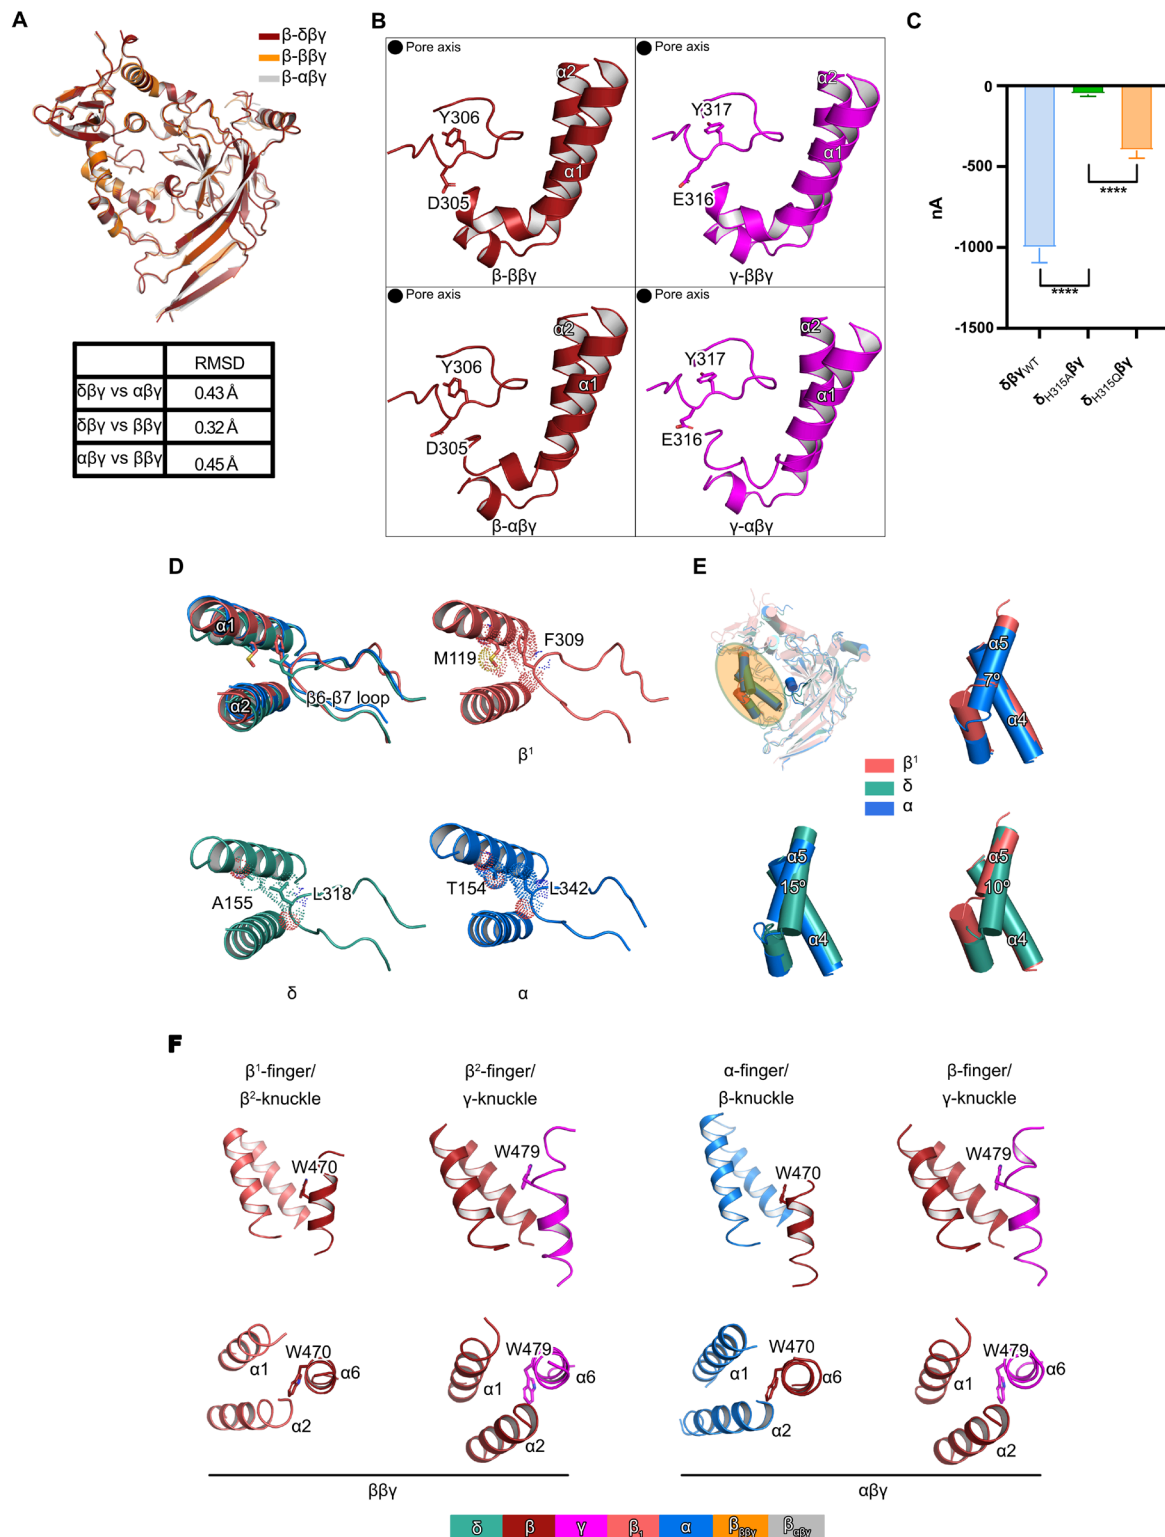 A
β-δβγ
β-ββγ
β-αβγ
RMSD
δβγ vs αβγ 0.43 Å
δβγ vs ββγ 0.32 Å
αβγ vs ββγ 0.45 Å
B
Pore axis
α2
Y306
α1
D305
β-ββγ
Pore axis
α2
Y317
α1
E316
γ-ββγ
Pore axis
α2
Y306
α1
D305
β-αβγ
Pore axis
α2
Y317
α1
E316
γ-αβγ
C
0
-500
-1000
-1500
nA
****
****
δβγWT
δH315Aβγ
δH315Qβγ
D
α1
α2
β6-β7 loop
M119
F309
β¹
A155
L318
δ
T154
L342
α
E
β¹
δ
α
α5
7º
α4
α5
15º
α4
α5
10º
α4
F
β¹-finger/
β²-knuckle
β²-finger/
γ-knuckle
α-finger/
β-knuckle
β-finger/
γ-knuckle
W470
W479
W470
W479
W470
α1
α6
α2
W479
α1
α6
α2
W470
α1
α6
α2
W479
α1
α6
α2
ββγ
αβγ
δ β γ β1 α βββγ βαβγ